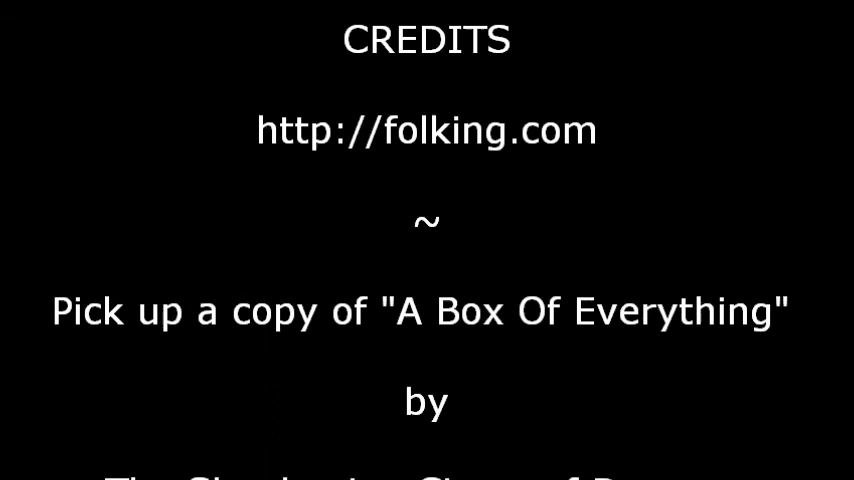 CREDITS
http://folking.com
~
Pick up a copy of "A Box Of Everything"
by